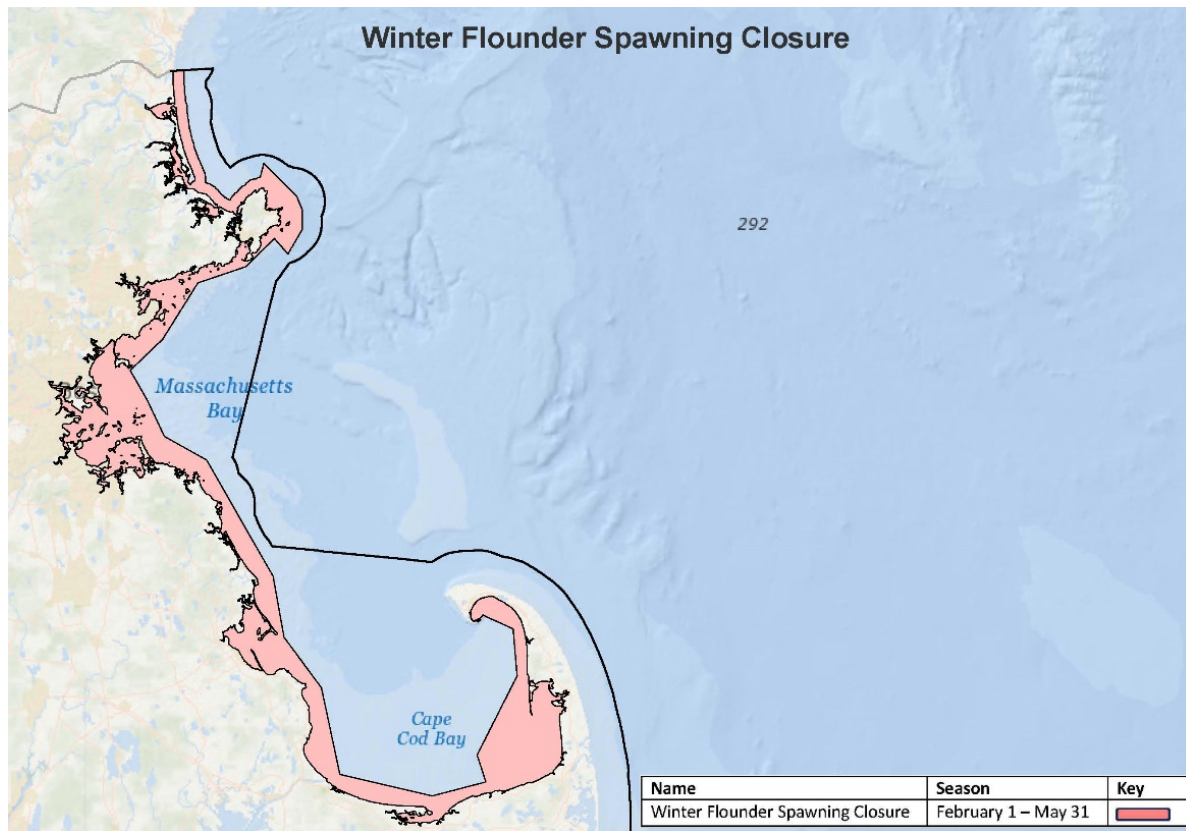 Winter Flounder Spawning Closure
292
Massachusetts
Bay
Cape
Cod Bay
Name Season Key
Winter Flounder Spawning Closure February 1 – May 31